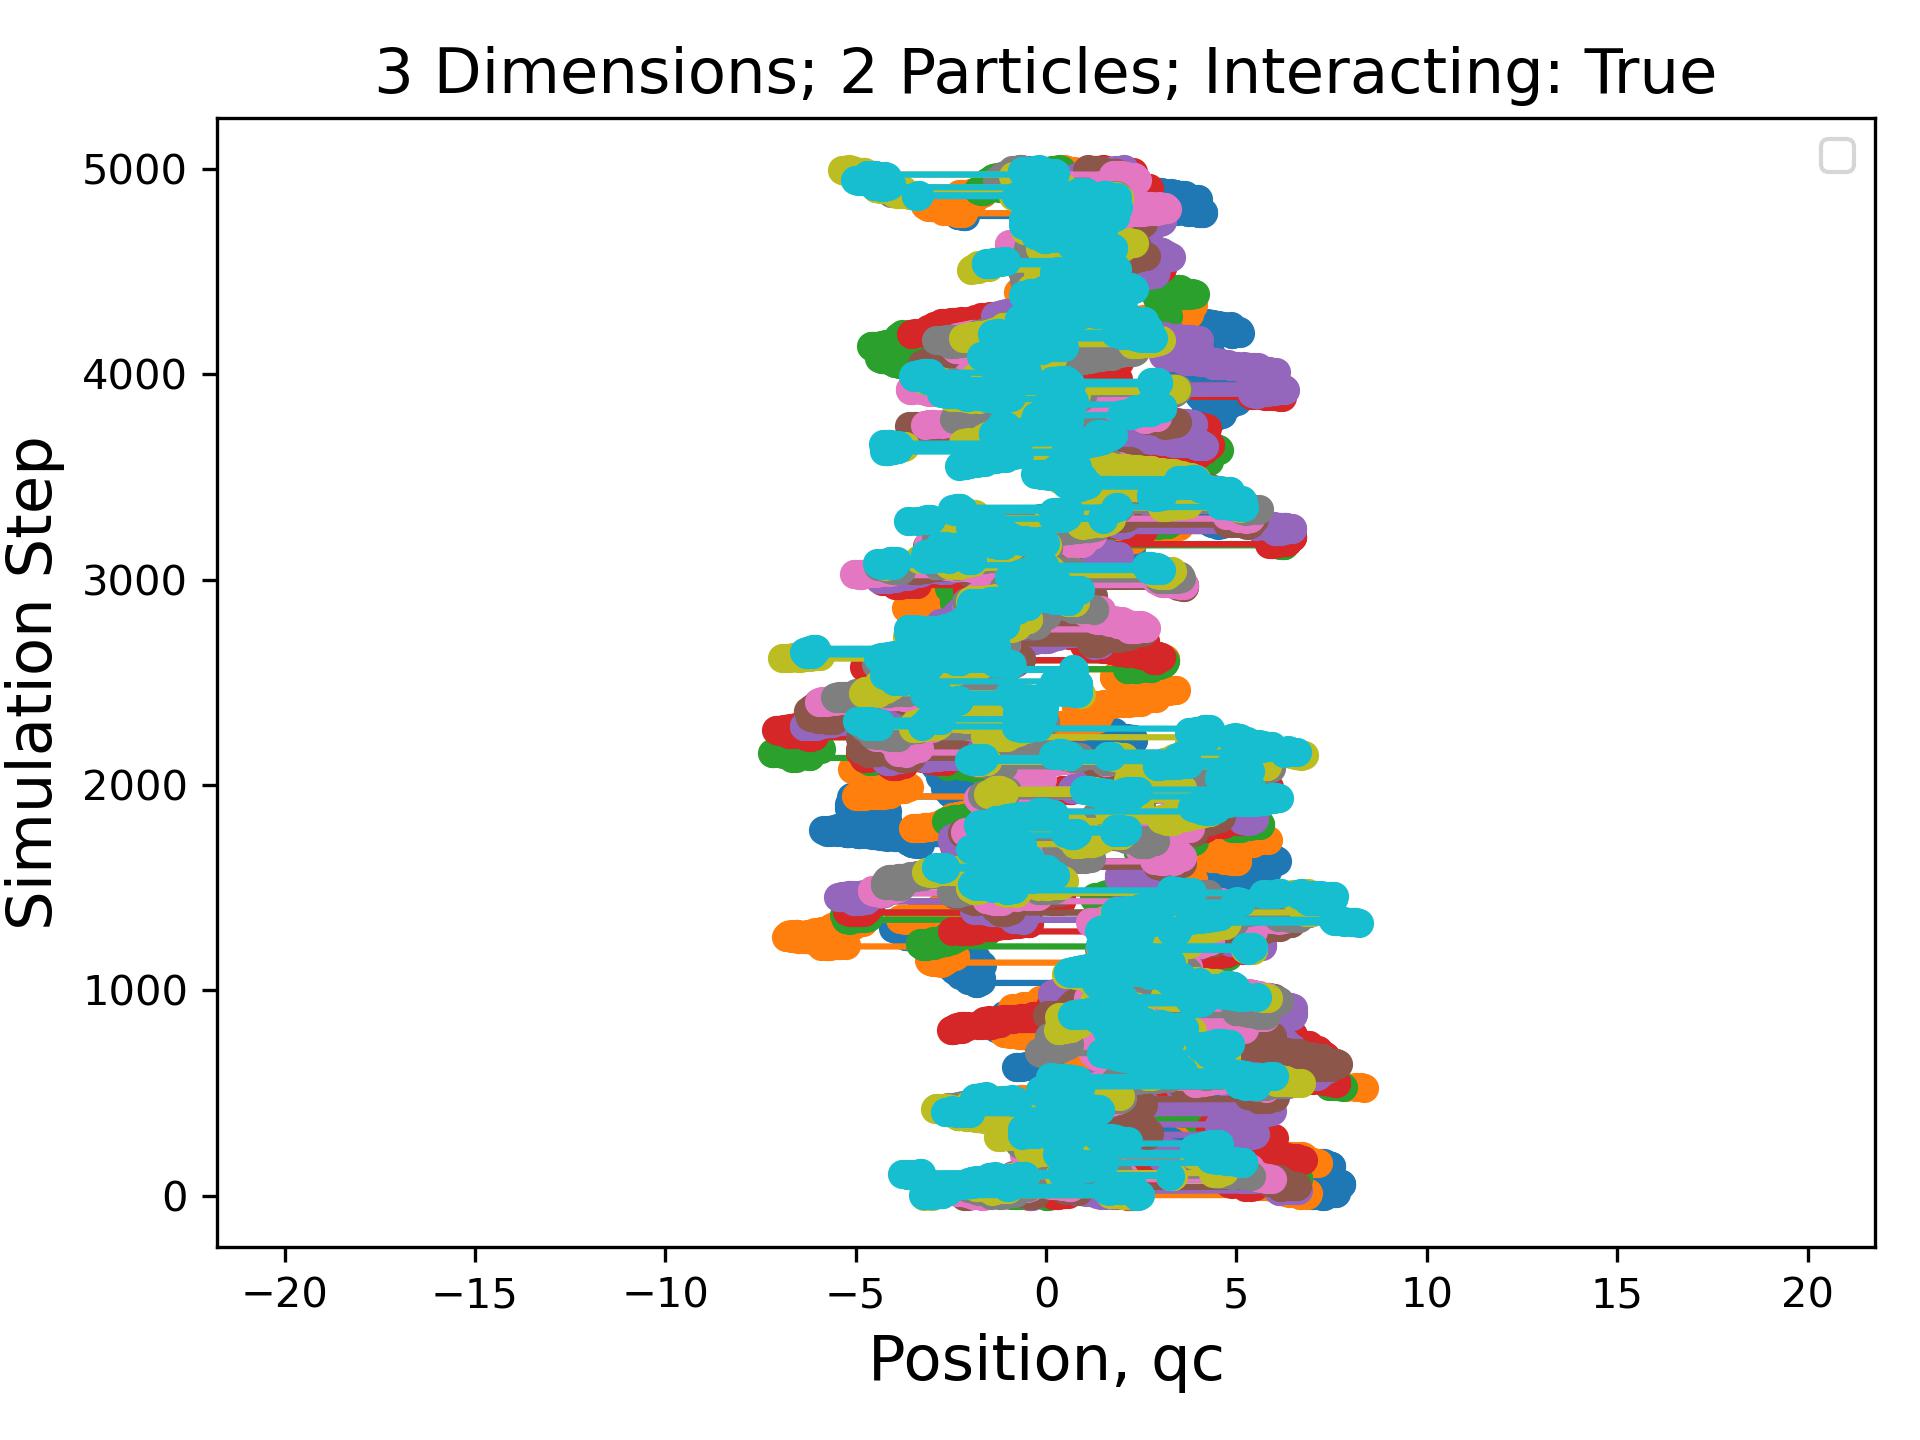 3 Dimensions; 2 Particles; Interacting: True
Simulation Step
5000
4000
3000
2000
1000
0
−20 −15 −10 −5 0 5 10 15 20
Position, qc